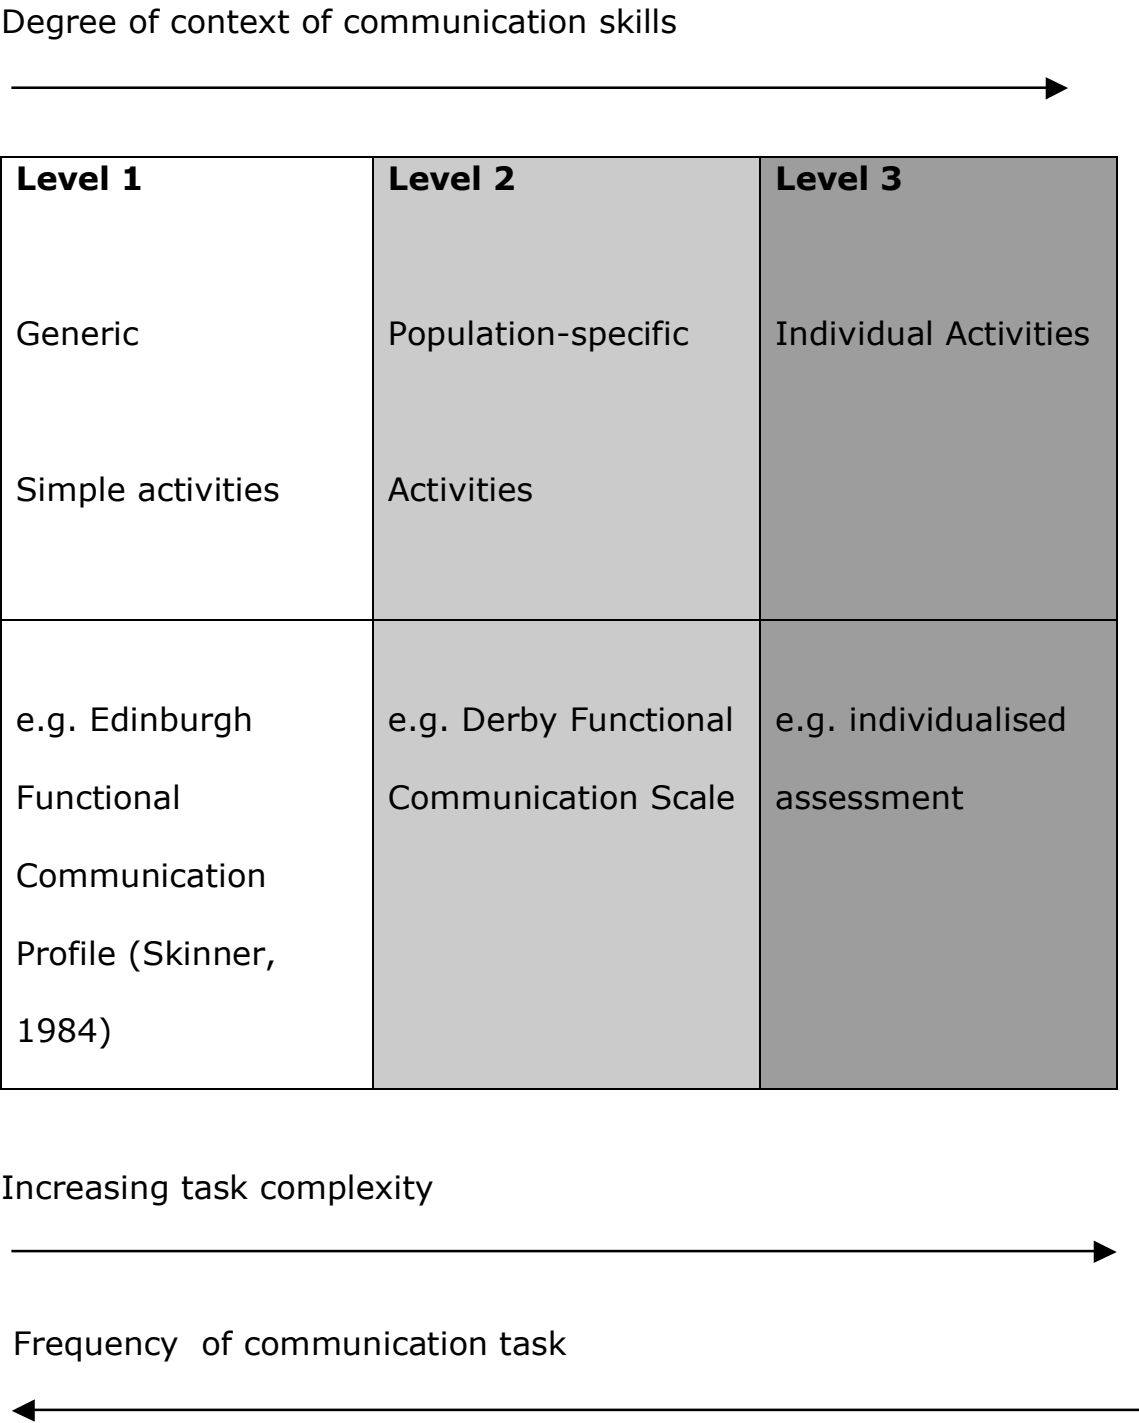 Degree of context of communication skills
Level 1
Generic
Simple activities
Level 2
Population-specific
Activities
Level 3
Individual Activities
e.g. Edinburgh
Functional
Communication
Profile (Skinner,
1984)
e.g. Derby Functional
Communication Scale
e.g. individualised
assessment
Increasing task complexity
Frequency of communication task